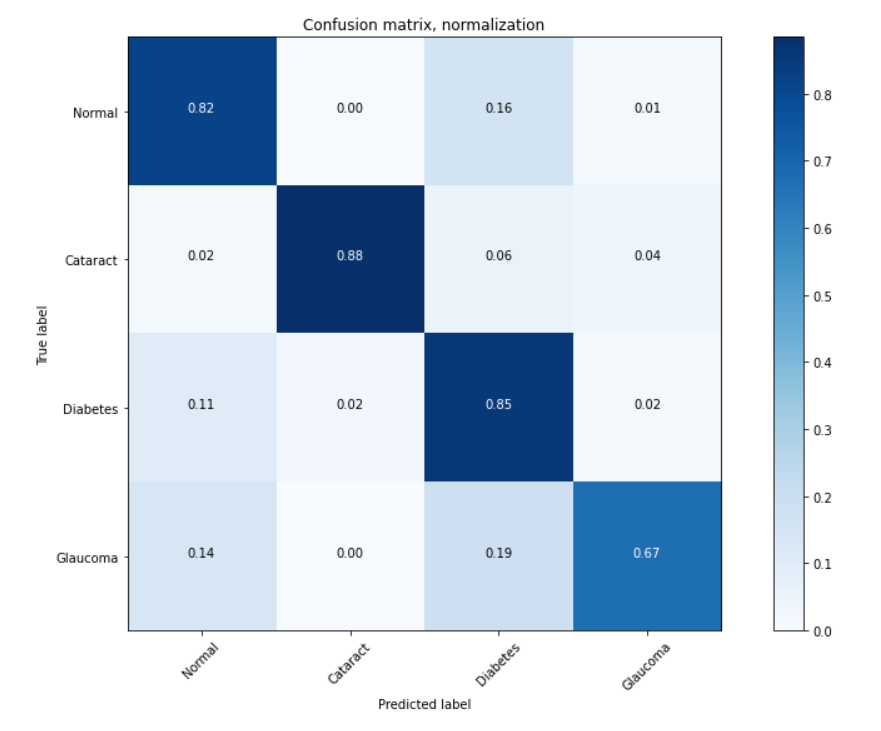 Confusion matrix, normalization
Normal 0.82 0.00 0.16 0.01
Cataract 0.02 0.88 0.06 0.04
Diabetes 0.11 0.02 0.85 0.02
Glaucoma 0.14 0.00 0.19 0.67
True label
Normal Cataract Diabetes Glaucoma
Predicted label
0.8
0.7
0.6
0.5
0.4
0.3
0.2
0.1
0.0